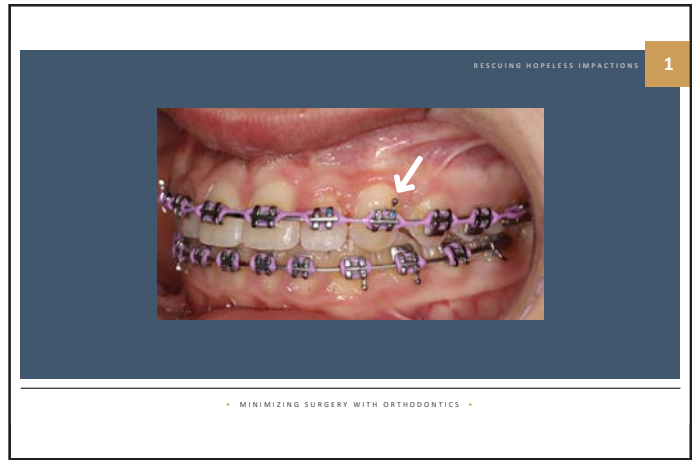 RESCUING HOPELESS IMPACTIONS
1
• MINIMIZING SURGERY WITH ORTHODONTICS •